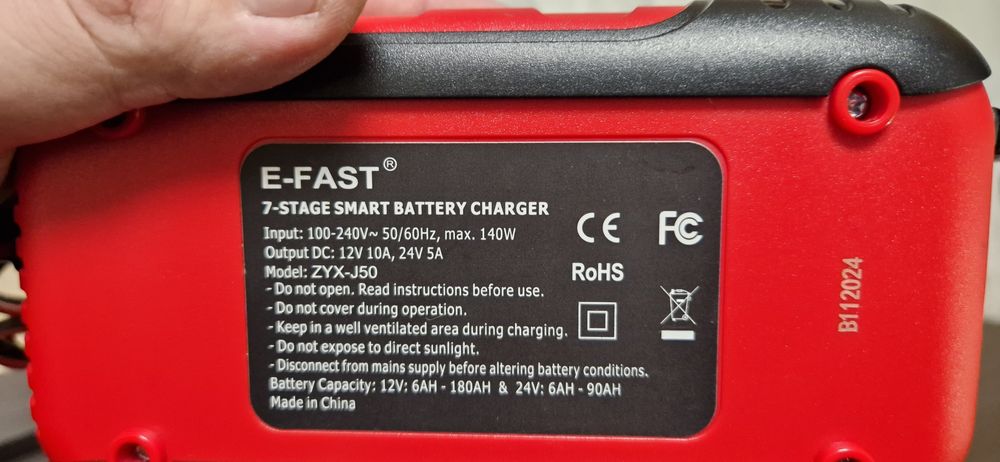 E-FAST®
7-STAGE SMART BATTERY CHARGER
Input: 100-240V~ 50/60Hz, max. 140W
Output DC: 12V 10A, 24V 5A
Model: ZYX-J50
- Do not open. Read instructions before use.
- Do not cover during operation.
- Keep in a well ventilated area during charging.
- Do not expose to direct sunlight.
- Disconnect from mains supply before altering battery conditions.
Battery Capacity: 12V: 6AH - 180AH & 24V: 6AH - 90AH
Made in China
CE FC
RoHS
B112024